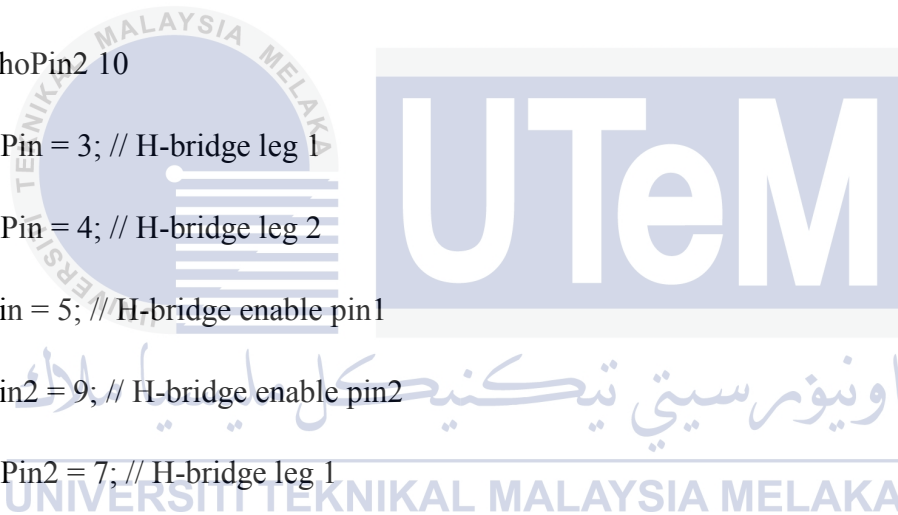 hoPin2 10
Pin = 3; // H-bridge leg 1
Pin = 4; // H-bridge leg 2
in = 5; // H-bridge enable pin1
in2 = 9; // H-bridge enable pin2
Pin2 = 7; // H-bridge leg 1
MALAYSIA MELAKA
UTeM
اونيۏرسيتي تيكنيكل مليسيا ملاك
UNIVERSITI TEKNIKAL MALAYSIA MELAKA